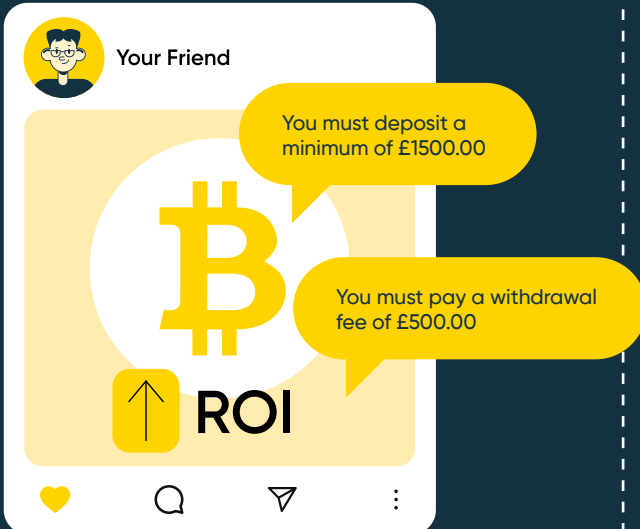 Your Friend
You must deposit a
minimum of £1500.00
You must pay a withdrawal
fee of £500.00
ROI